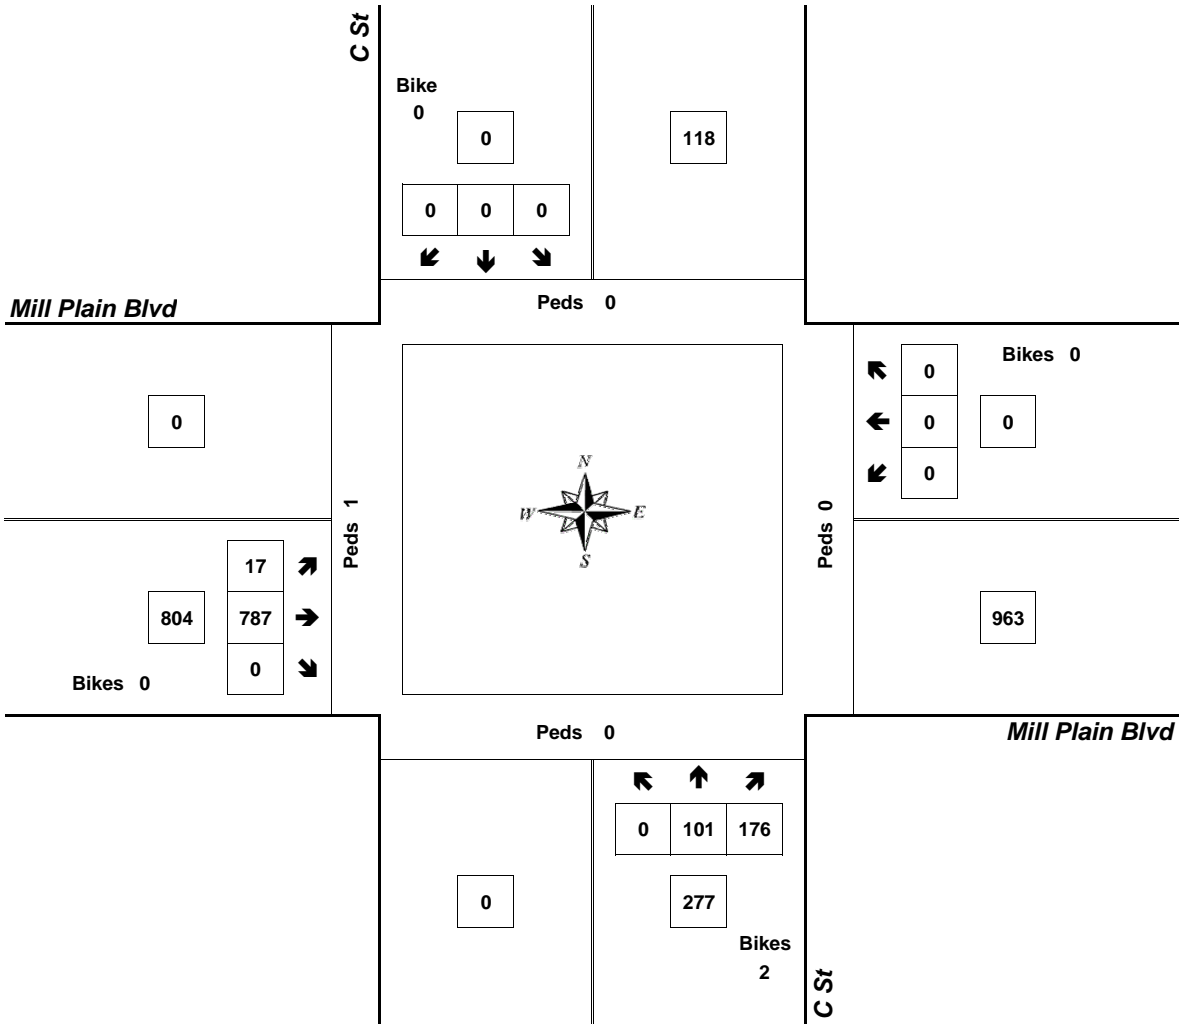 C St
Bike
0
0
118
0 0 0
Peds 0
Mill Plain Blvd
0
Bikes 0
0
0
0
0
N
W E
S
Peds 1
Peds 0
17
804 787
0
Bikes 0
963
Peds 0
Mill Plain Blvd
0 101 176
0
277
Bikes
2
C St